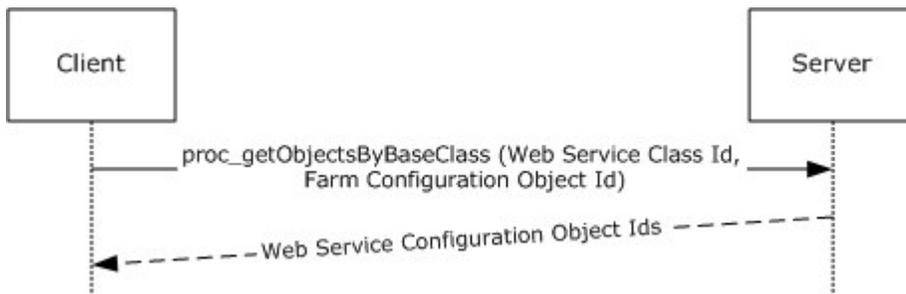 Client
Server
proc_getObjectsByBaseClass (Web Service Class Id,
Farm Configuration Object Id)
Web Service Configuration Object Ids